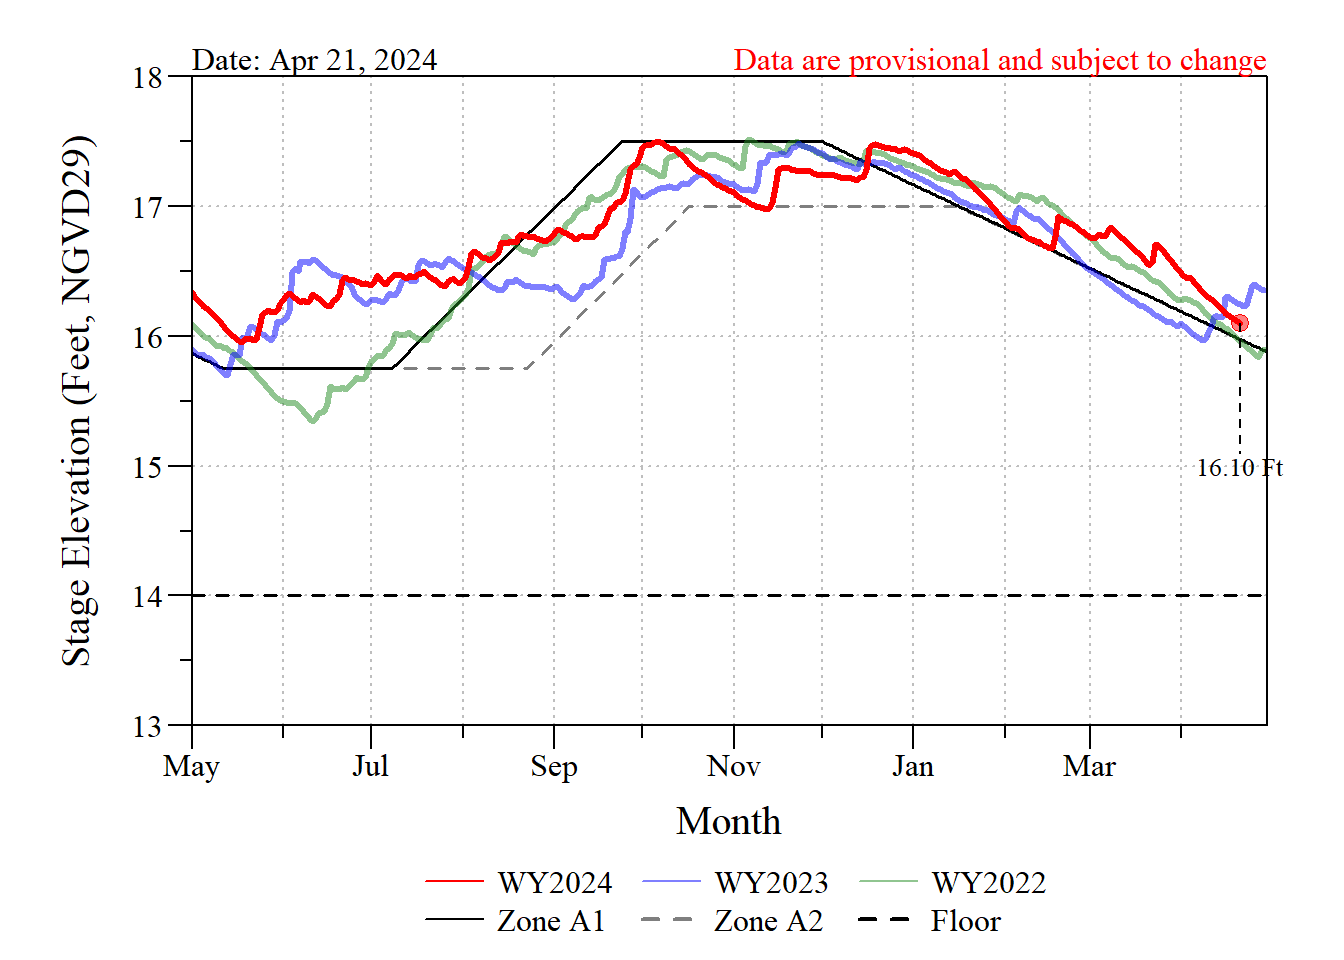 Date: Apr 21, 2024
Data are provisional and subject to change
18
17
16
15
14
13
Stage Elevation (Feet, NGVD29)
16.10 Ft
May Jul Sep Nov Jan Mar
Month
WY2024 WY2023 WY2022
Zone A1 Zone A2 Floor